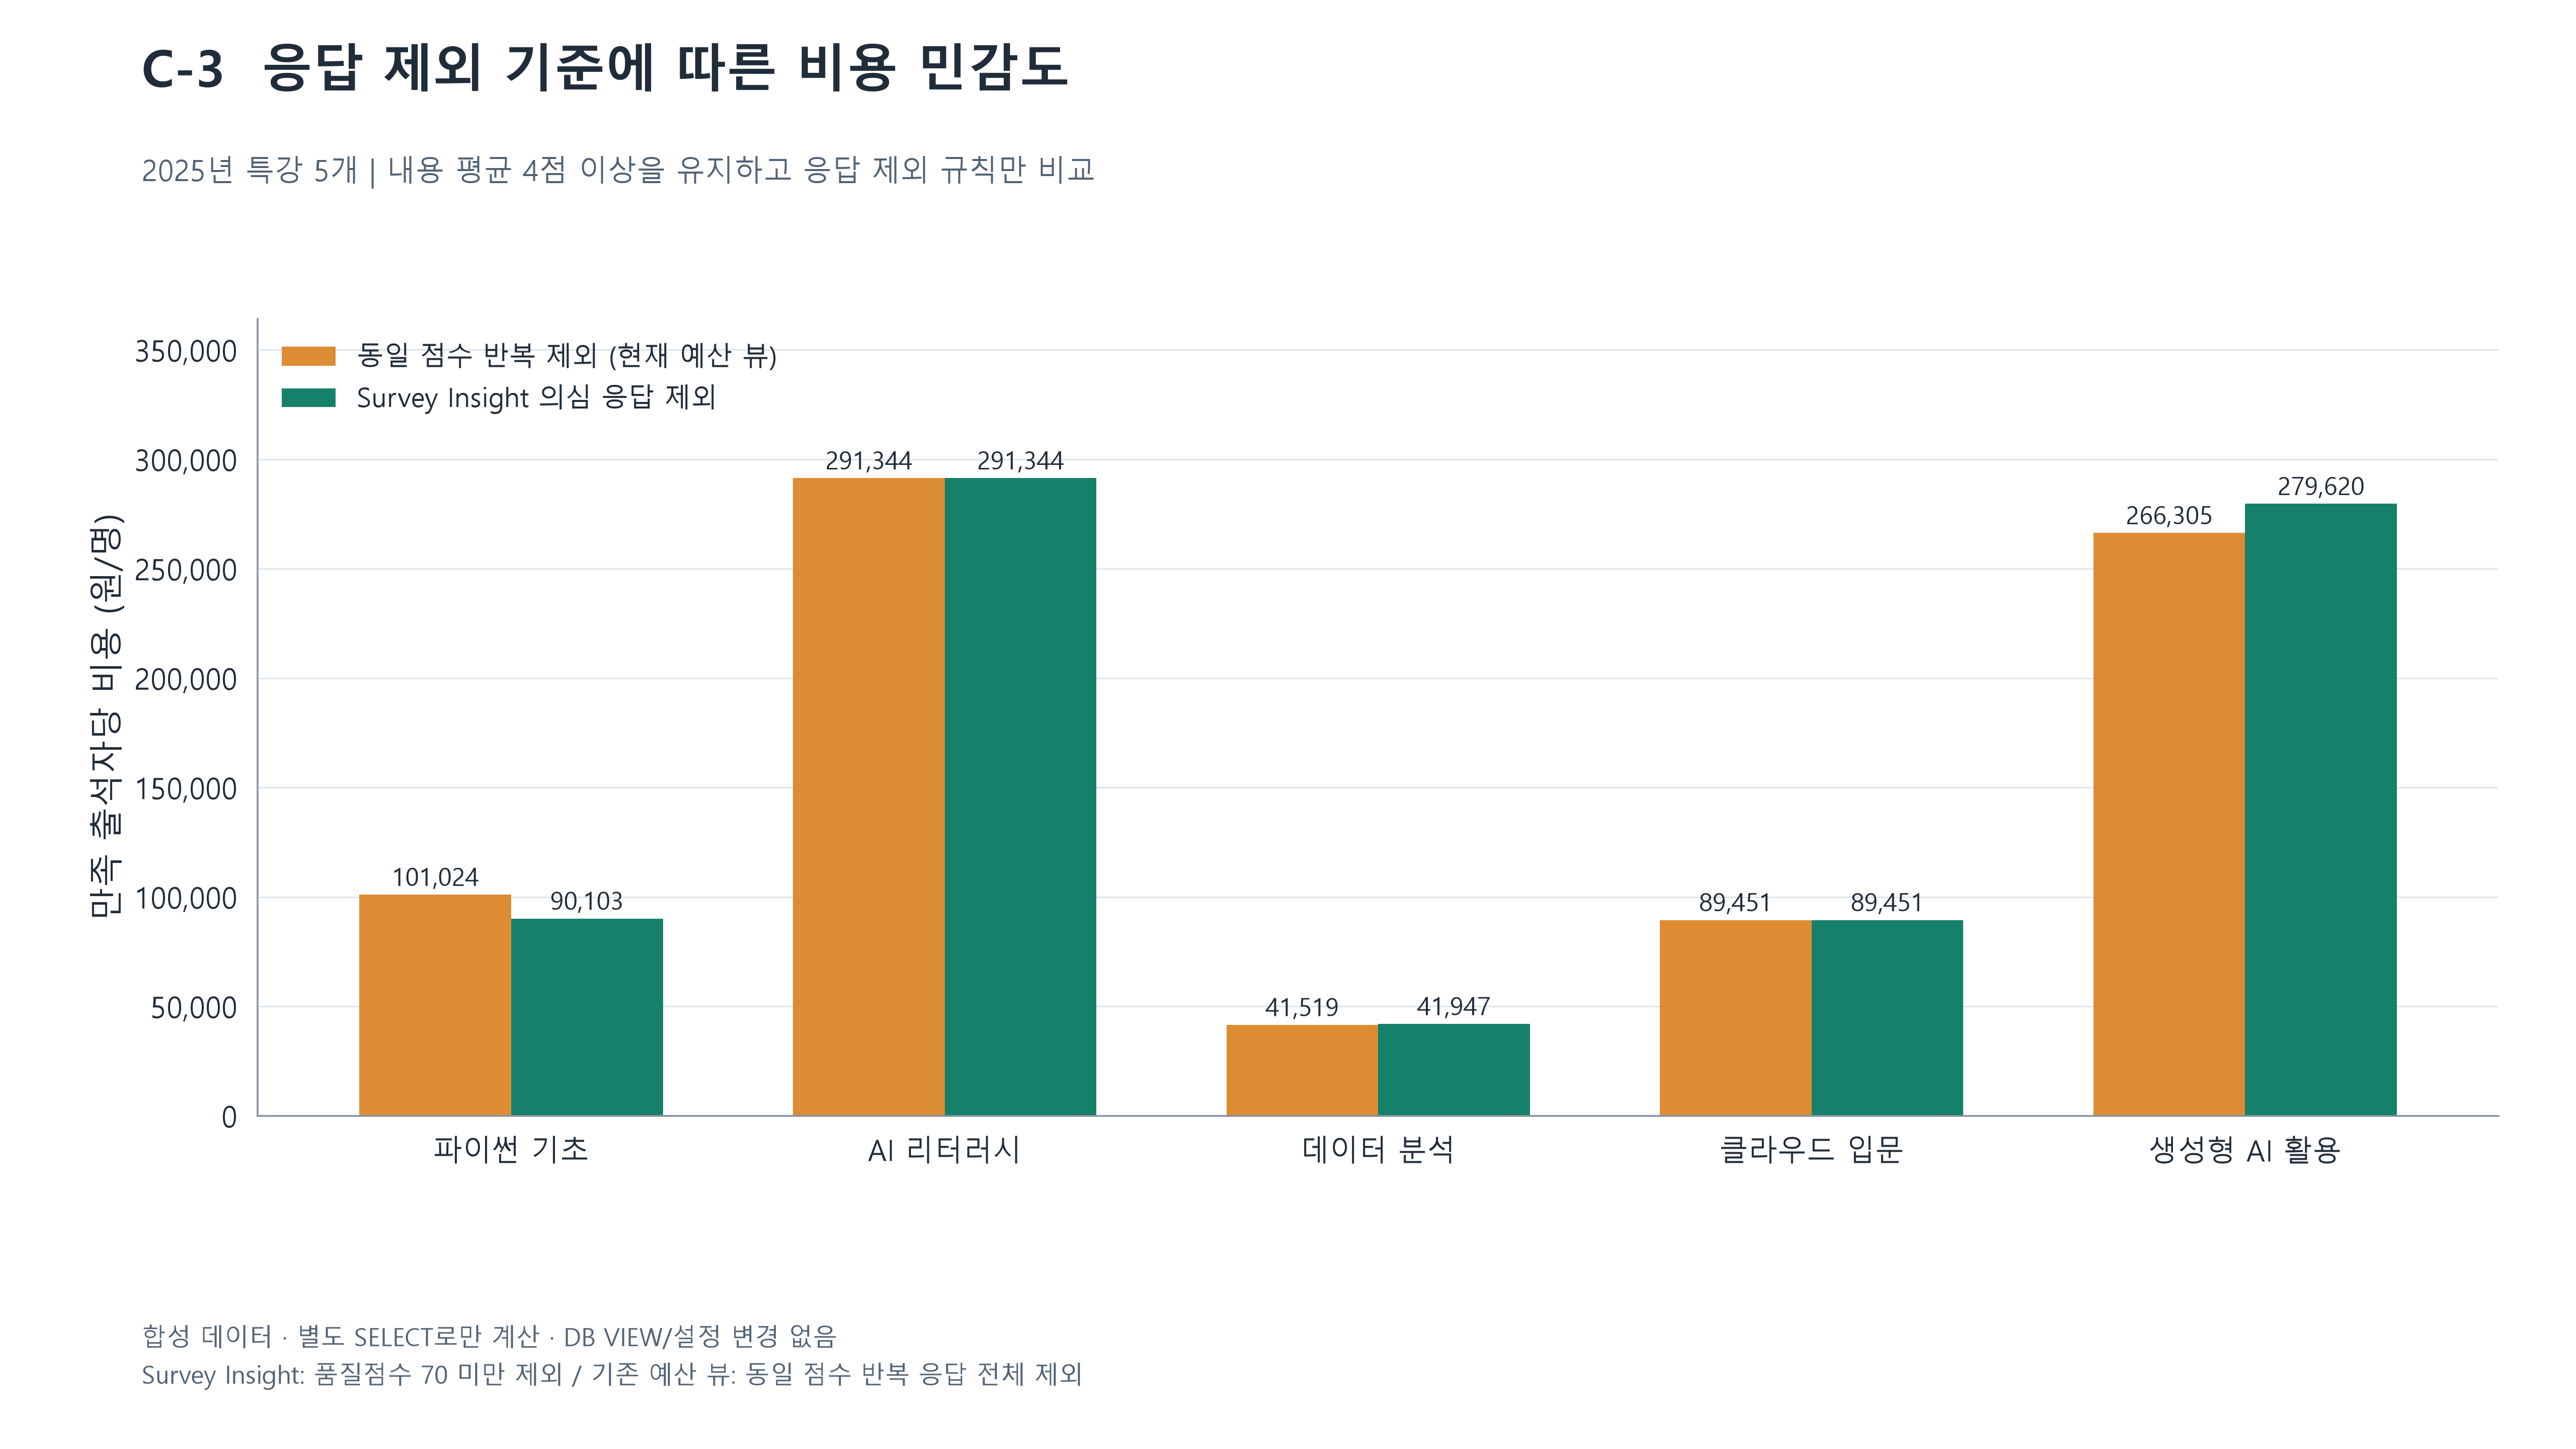 C-3 응답 제외 기준에 따른 비용 민감도
2025년 특강 5개 | 내용 평균 4점 이상을 유지하고 응답 제외 규칙만 비교
만족 출석자당 비용 (원/명)
350,000
300,000
250,000
200,000
150,000
100,000
50,000
0
동일 점수 반복 제외 (현재 예산 뷰)
Survey Insight 의심 응답 제외
101,024
90,103
291,344
291,344
41,519
41,947
89,451
89,451
266,305
279,620
파이썬 기초
AI 리터러시
데이터 분석
클라우드 입문
생성형 AI 활용
합성 데이터 · 별도 SELECT로만 계산 · DB VIEW/설정 변경 없음
Survey Insight: 품질점수 70 미만 제외 / 기존 예산 뷰: 동일 점수 반복 응답 전체 제외